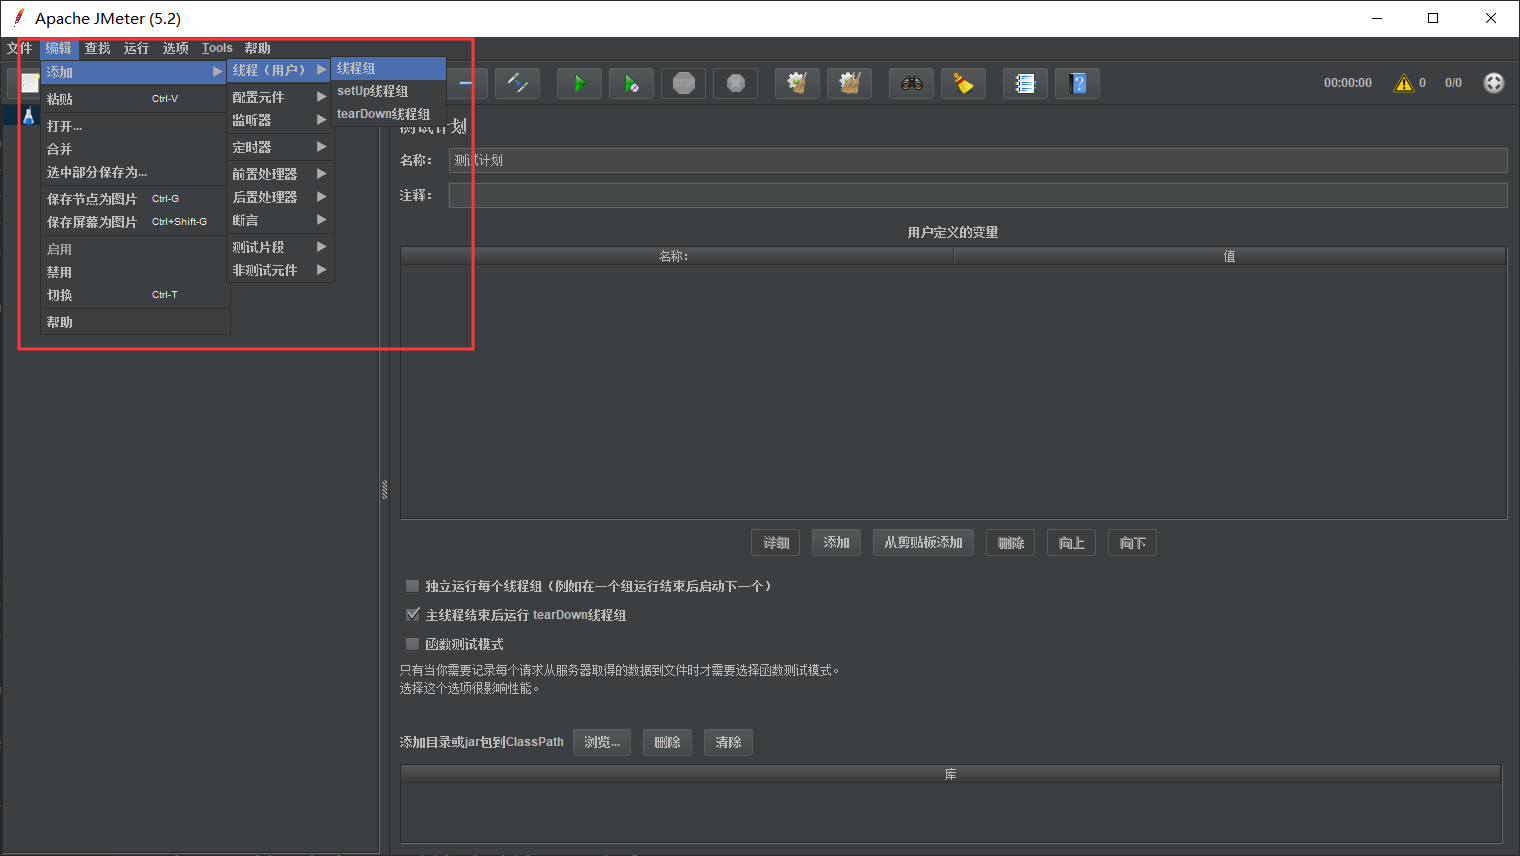 Apache JMeter (5.2)
文件 编辑 查找 运行 选项 Tools 帮助
添加
粘贴 Ctrl-V
打开...
合并
选中部分保存为...
保存节点为图片 Ctrl-G
保存屏幕为图片 Ctrl+Shift-G
启用
禁用
切换 Ctrl-T
帮助
线程（用户）
配置元件
监听器
定时器
前置处理器
后置处理器
断言
测试片段
非测试元件
线程组
setUp线程组
tearDown线程组
STOP
00:00:00 0 0/0
测试计划
名称： 测试计划
注释：
用户定义的变量
名称: 值
详细 添加 从剪贴板添加 删除 向上 向下
独立运行每个线程组（例如在一个组运行结束后启动下一个）
主线程结束后运行 tearDown线程组
函数测试模式
只有当你需要记录每个请求从服务器取得的数据到文件时才需要选择函数测试模式。
选择这个选项很影响性能。
添加目录或jar包到ClassPath 浏览... 删除 清除
库